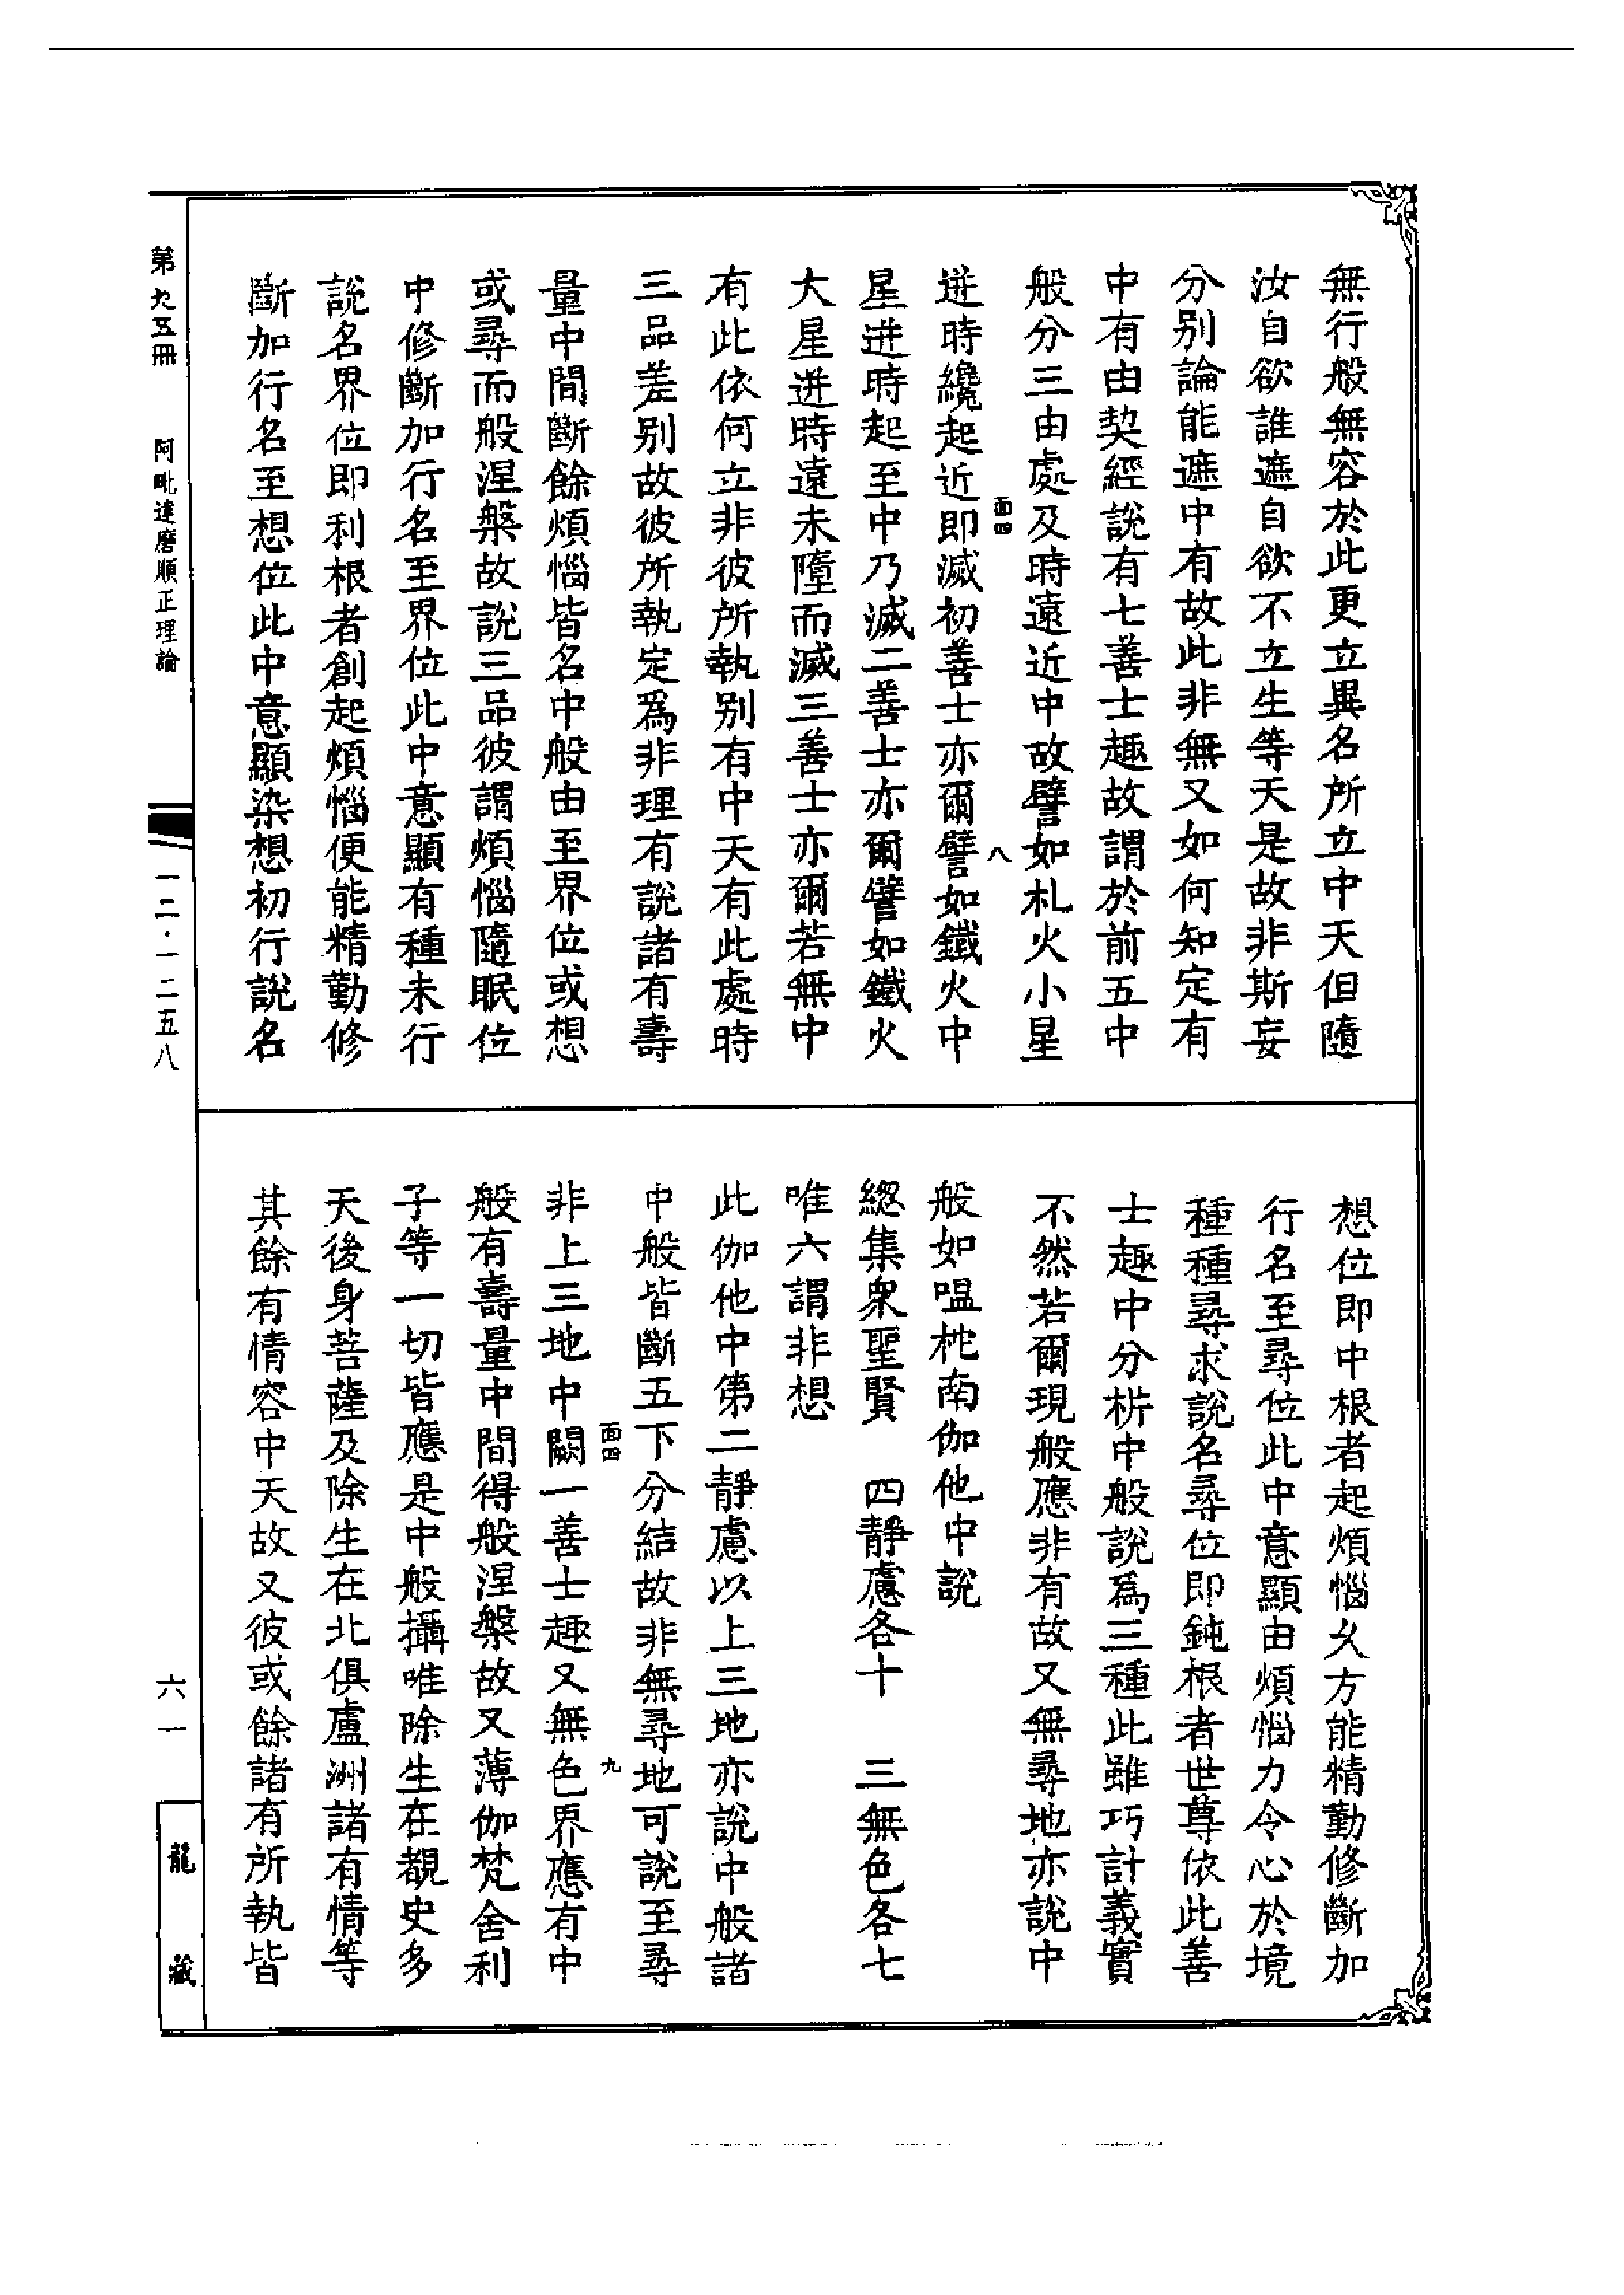 無行般無容於此更立異名所立中天但隨
汝自欲誰遮自欲不立生等天是故非斯妄
分别論能遮中有故此非無又如何知定有
中有由契經說有七善士趣故謂於前五中
般分三由處及時遠近中故譬如札火小星
面四
八
迸時纔起近即滅初善士亦爾譬如鐵火中
星迸時起至中乃滅二善士亦爾譬如鐵火
大星迸時遠未墮而滅三善士亦爾若無中
有此依何立非彼所執别有中天有此處時
三品差别故彼所執定爲非理有說諸有壽
量中間斷餘煩惱皆名中般由至界位或想
或尋而般涅槃故說三品彼謂煩惱隨眠位
中修斷加行名至界位此中意顯有種未行
說名界位即利根者創起煩惱便能精勤修
斷加行名至想位此中意顯染想初行說名
想位即中根者起煩惱久方能精勤修斷加
行名至尋位此中意顯由煩惱力令心於境
種種尋求說名尋位即鈍根者世尊依此善
士趣中分析中般說爲三種此雖巧計義實
不然若爾現般應非有故又無尋地亦說中
般如嗢柁南伽他中說
總集衆聖賢 四靜慮各十 三無色各七
唯六謂非想
此伽他中第二靜慮以上三地亦說中般諸
中般皆斷五下分結故非無尋地可說至尋
面四
九
非上三地中闕一善士趣又無色界應有中
般有壽量中間得般涅槃故又薄伽梵舍利
子等一切皆應是中般攝唯除生在覩史多
天後身菩薩及除生在北俱盧洲諸有情等
其餘有情容中天故又彼或餘諸有所執皆
第九五冊 阿毗達磨順正理論
一二·一二五八
六一
龍藏